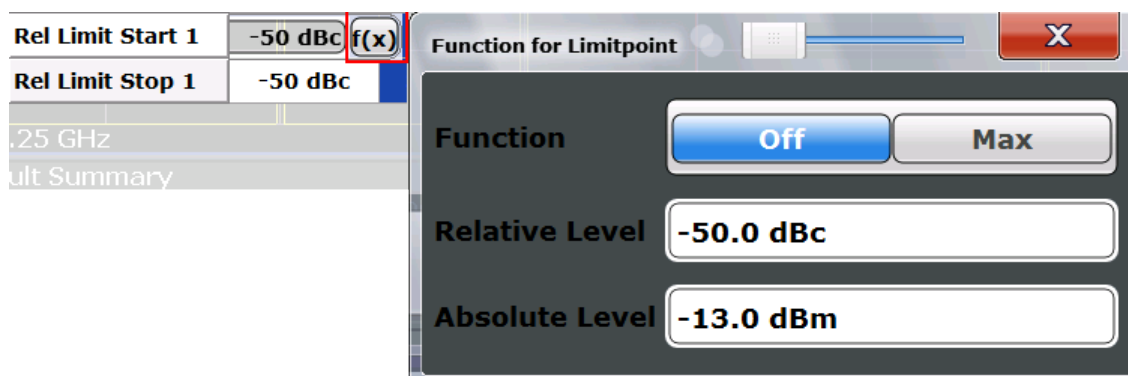 Rel Limit Start 1 -50 dBc f(x)
Rel Limit Stop 1 -50 dBc
.25 GHz
ult Summary
Function for Limitpoint X
Function Off Max
Relative Level -50.0 dBc
Absolute Level -13.0 dBm